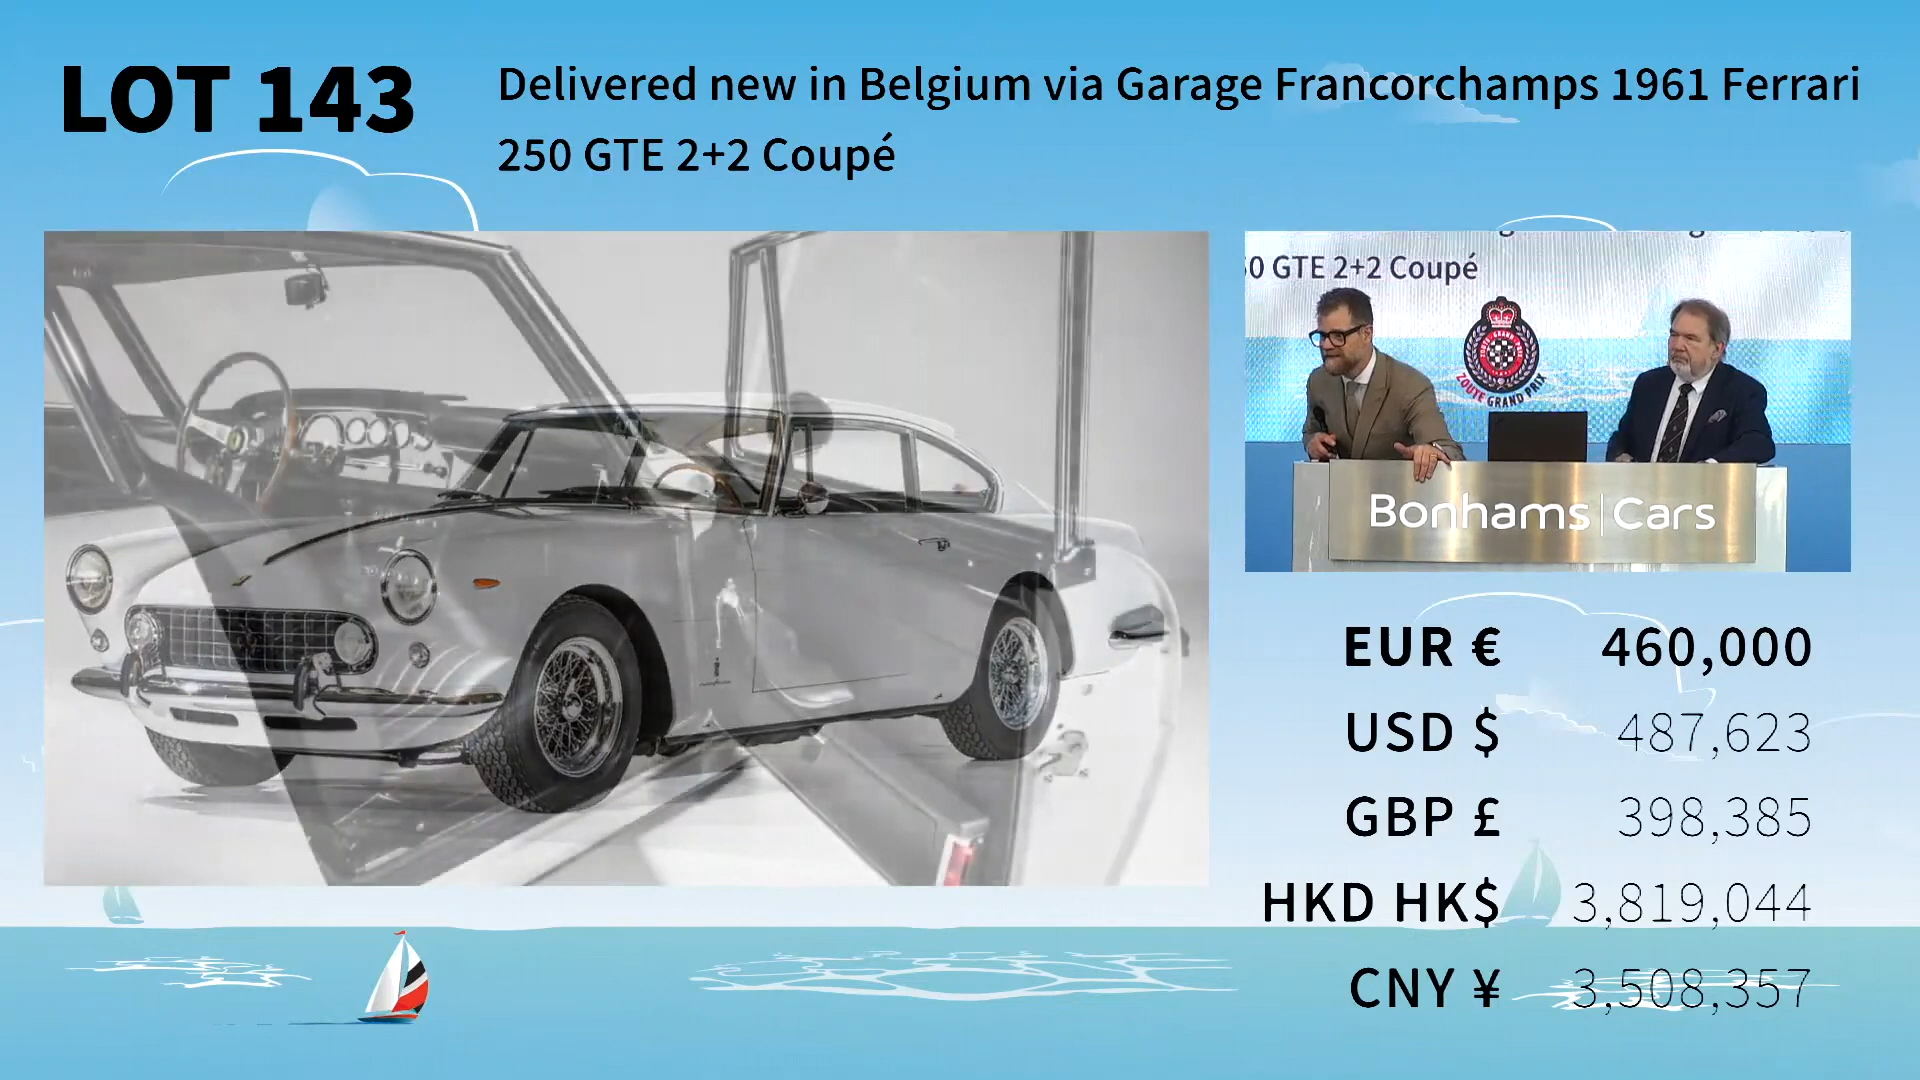 LOT 143
Delivered new in Belgium via Garage Francorchamps 1961 Ferrari
250 GTE 2+2 Coupé
0 GTE 2+2 Coupé
ZOUTE GRAND PRIX
Bonhams|Cars
EUR € 460,000
USD $ 487,623
GBP £ 398,385
HKD HK$ 3,819,044
CNY ¥ 3,508,357